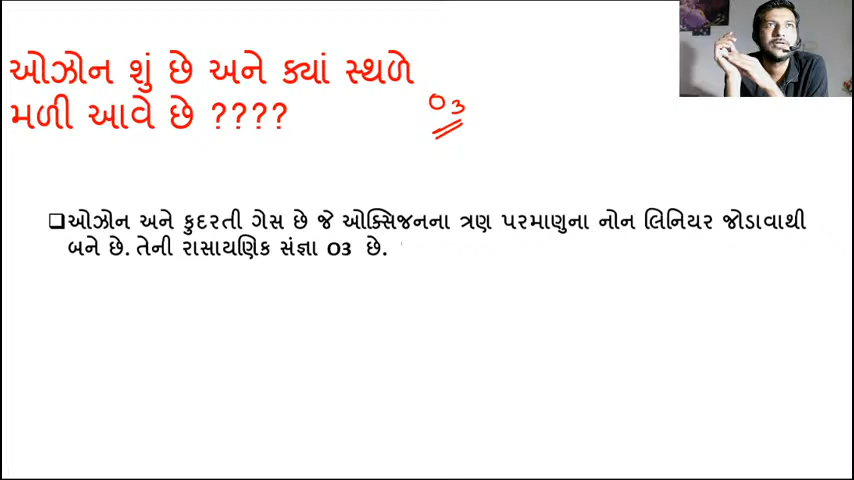 ઓઝોન શું છે અને ક્યાં સ્થળે
મળી આવે છે ????
O3
❑ઓઝોન અને કુદરતી ગેસ છે જે ઓક્સિજનના ત્રણ પરમાણુના નોન લિનિયર જોડાવાથી
બને છે. તેની રાસાયણિક સંજ્ઞા O3 છે.